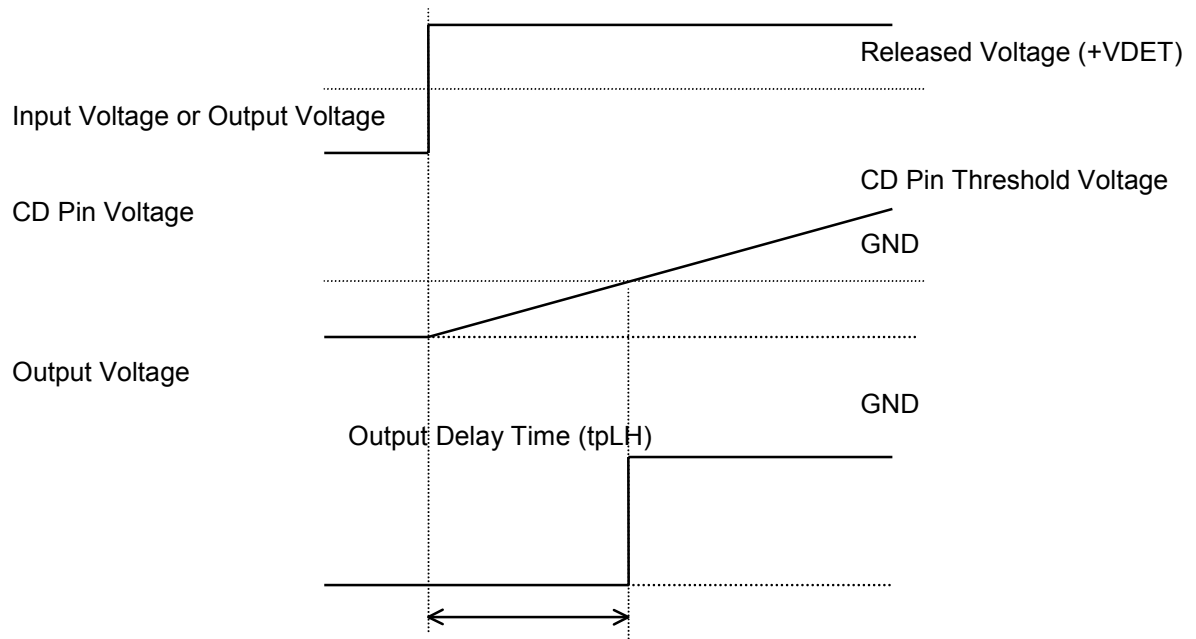 Released Voltage (+VDET)
Input Voltage or Output Voltage
CD Pin Threshold Voltage
CD Pin Voltage
GND
Output Voltage
GND
Output Delay Time (tpLH)